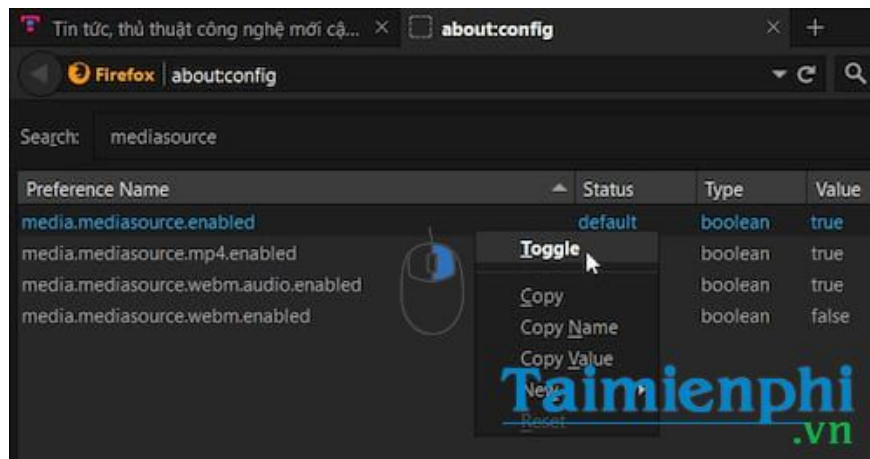 Tin tức, thủ thuật công nghệ mới cậ... × about:config × +
Firefox about:config
Search: mediasource
Preference Name Status Type Value
media.mediasource.enabled default boolean true
media.mediasource.mp4.enabled boolean true
media.mediasource.webm.audio.enabled boolean true
media.mediasource.webm.enabled boolean false
Toggle
Copy
Copy Name
Copy Value
New
Reset
Taimienphi
.vn